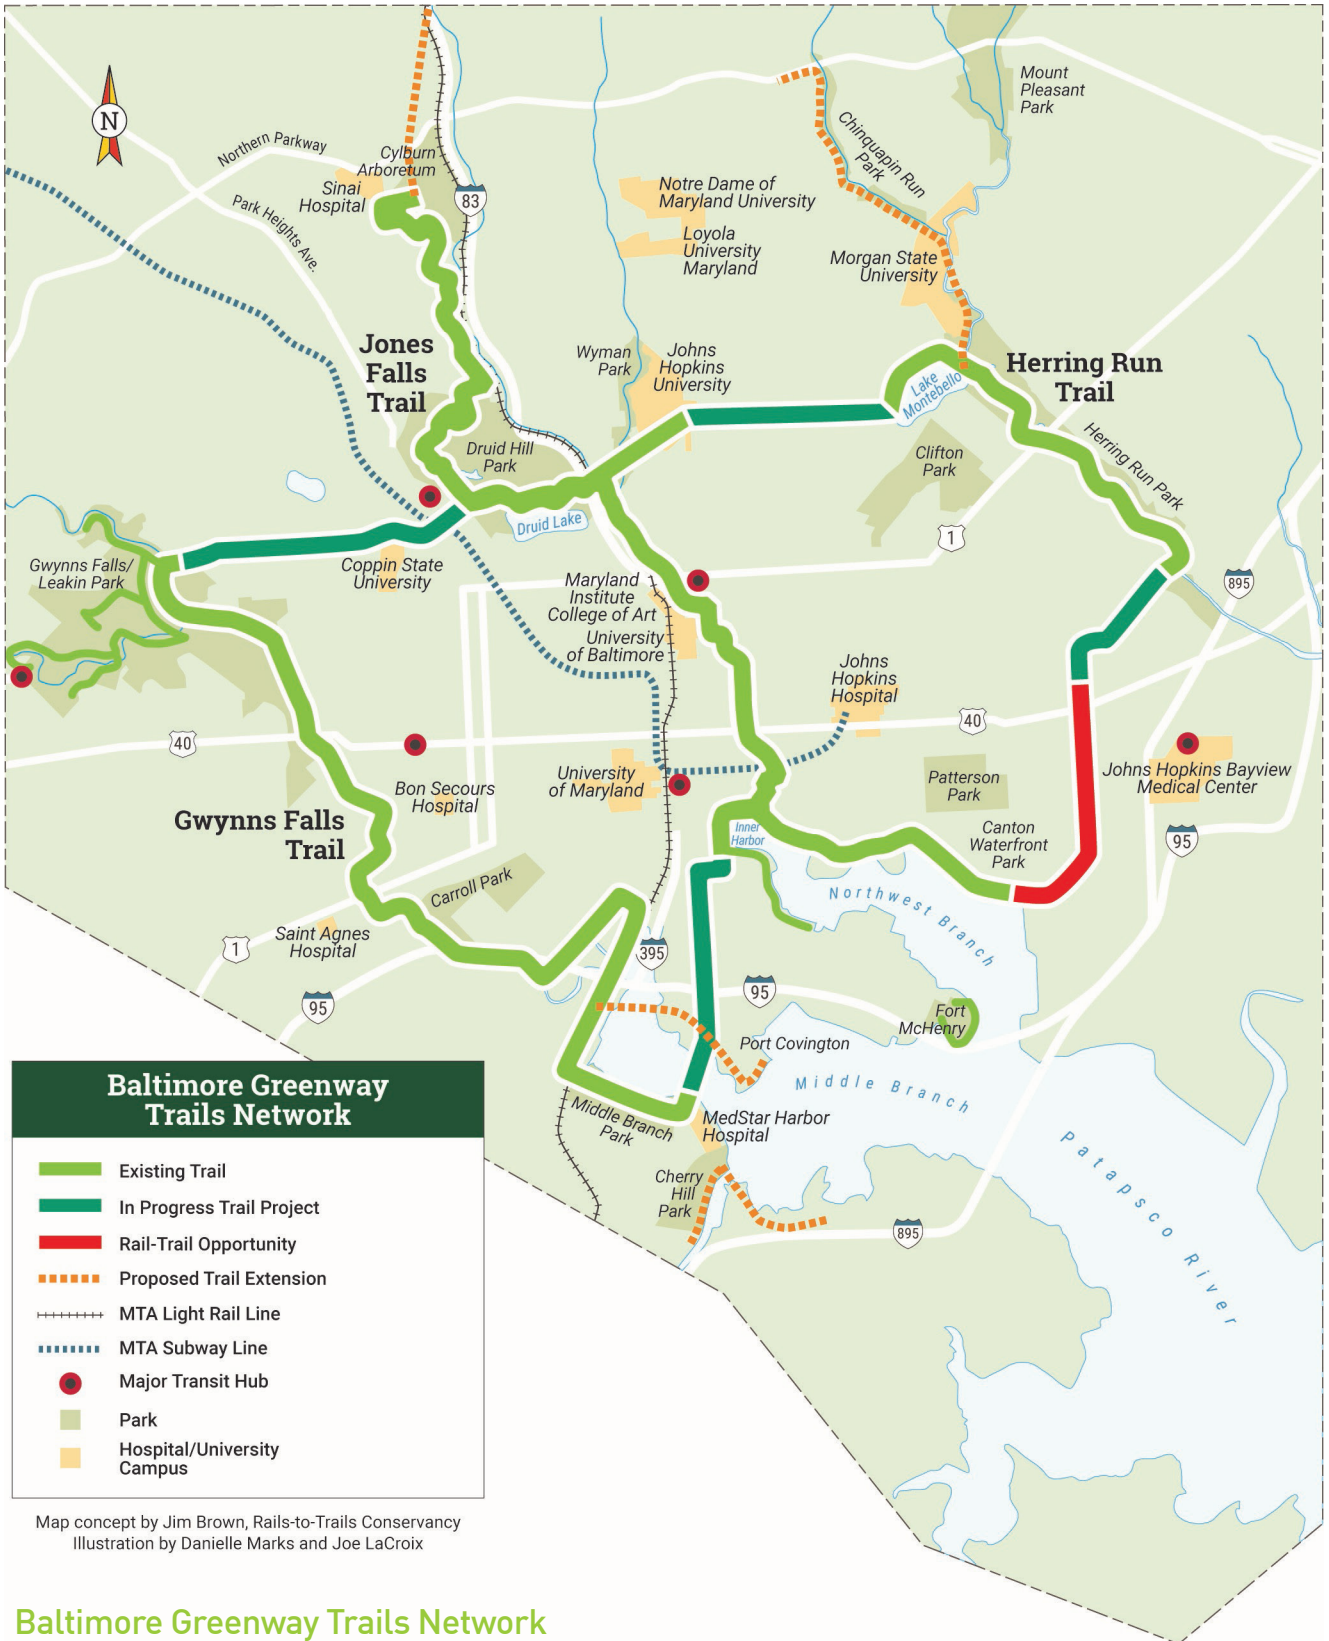 Mount
Pleasant
Park
N
Northern Parkway
Cylburn
Arboretum
Chinquapin Run
Park
Sinai
Hospital
83
Notre Dame of
Maryland University
Park Heights Ave.
Loyola
University
Maryland
Morgan State
University
Jones
Falls
Trail
Wyman
Park
Johns
Hopkins
University
Herring Run
Trail
Lake
Montebello
Druid Hill
Park
Clifton
Park
Herring Run Park
Druid Lake
1
Gwynns Falls/
Leakin Park
Coppin State
University
Maryland
Institute
College of Art
895
University
of Baltimore
Johns
Hopkins
Hospital
40
40
University
of Maryland
Bon Secours
Hospital
Patterson
Park
Johns Hopkins Bayview
Medical Center
Gwynns Falls
Trail
Inner
Harbor
Canton
Waterfront
Park
95
Carroll Park
Northwest Branch
Saint Agnes
Hospital
1
395
95
95
Fort
McHenry
Port Covington
Middle Branch
Middle Branch
Park
MedStar Harbor
Hospital
Patapsco River
Cherry
Hill
Park
895
Baltimore Greenway
Trails Network
Existing Trail
In Progress Trail Project
Rail-Trail Opportunity
Proposed Trail Extension
MTA Light Rail Line
MTA Subway Line
Major Transit Hub
Park
Hospital/University
Campus
Map concept by Jim Brown, Rails-to-Trails Conservancy
Illustration by Danielle Marks and Joe LaCroix
Baltimore Greenway Trails Network